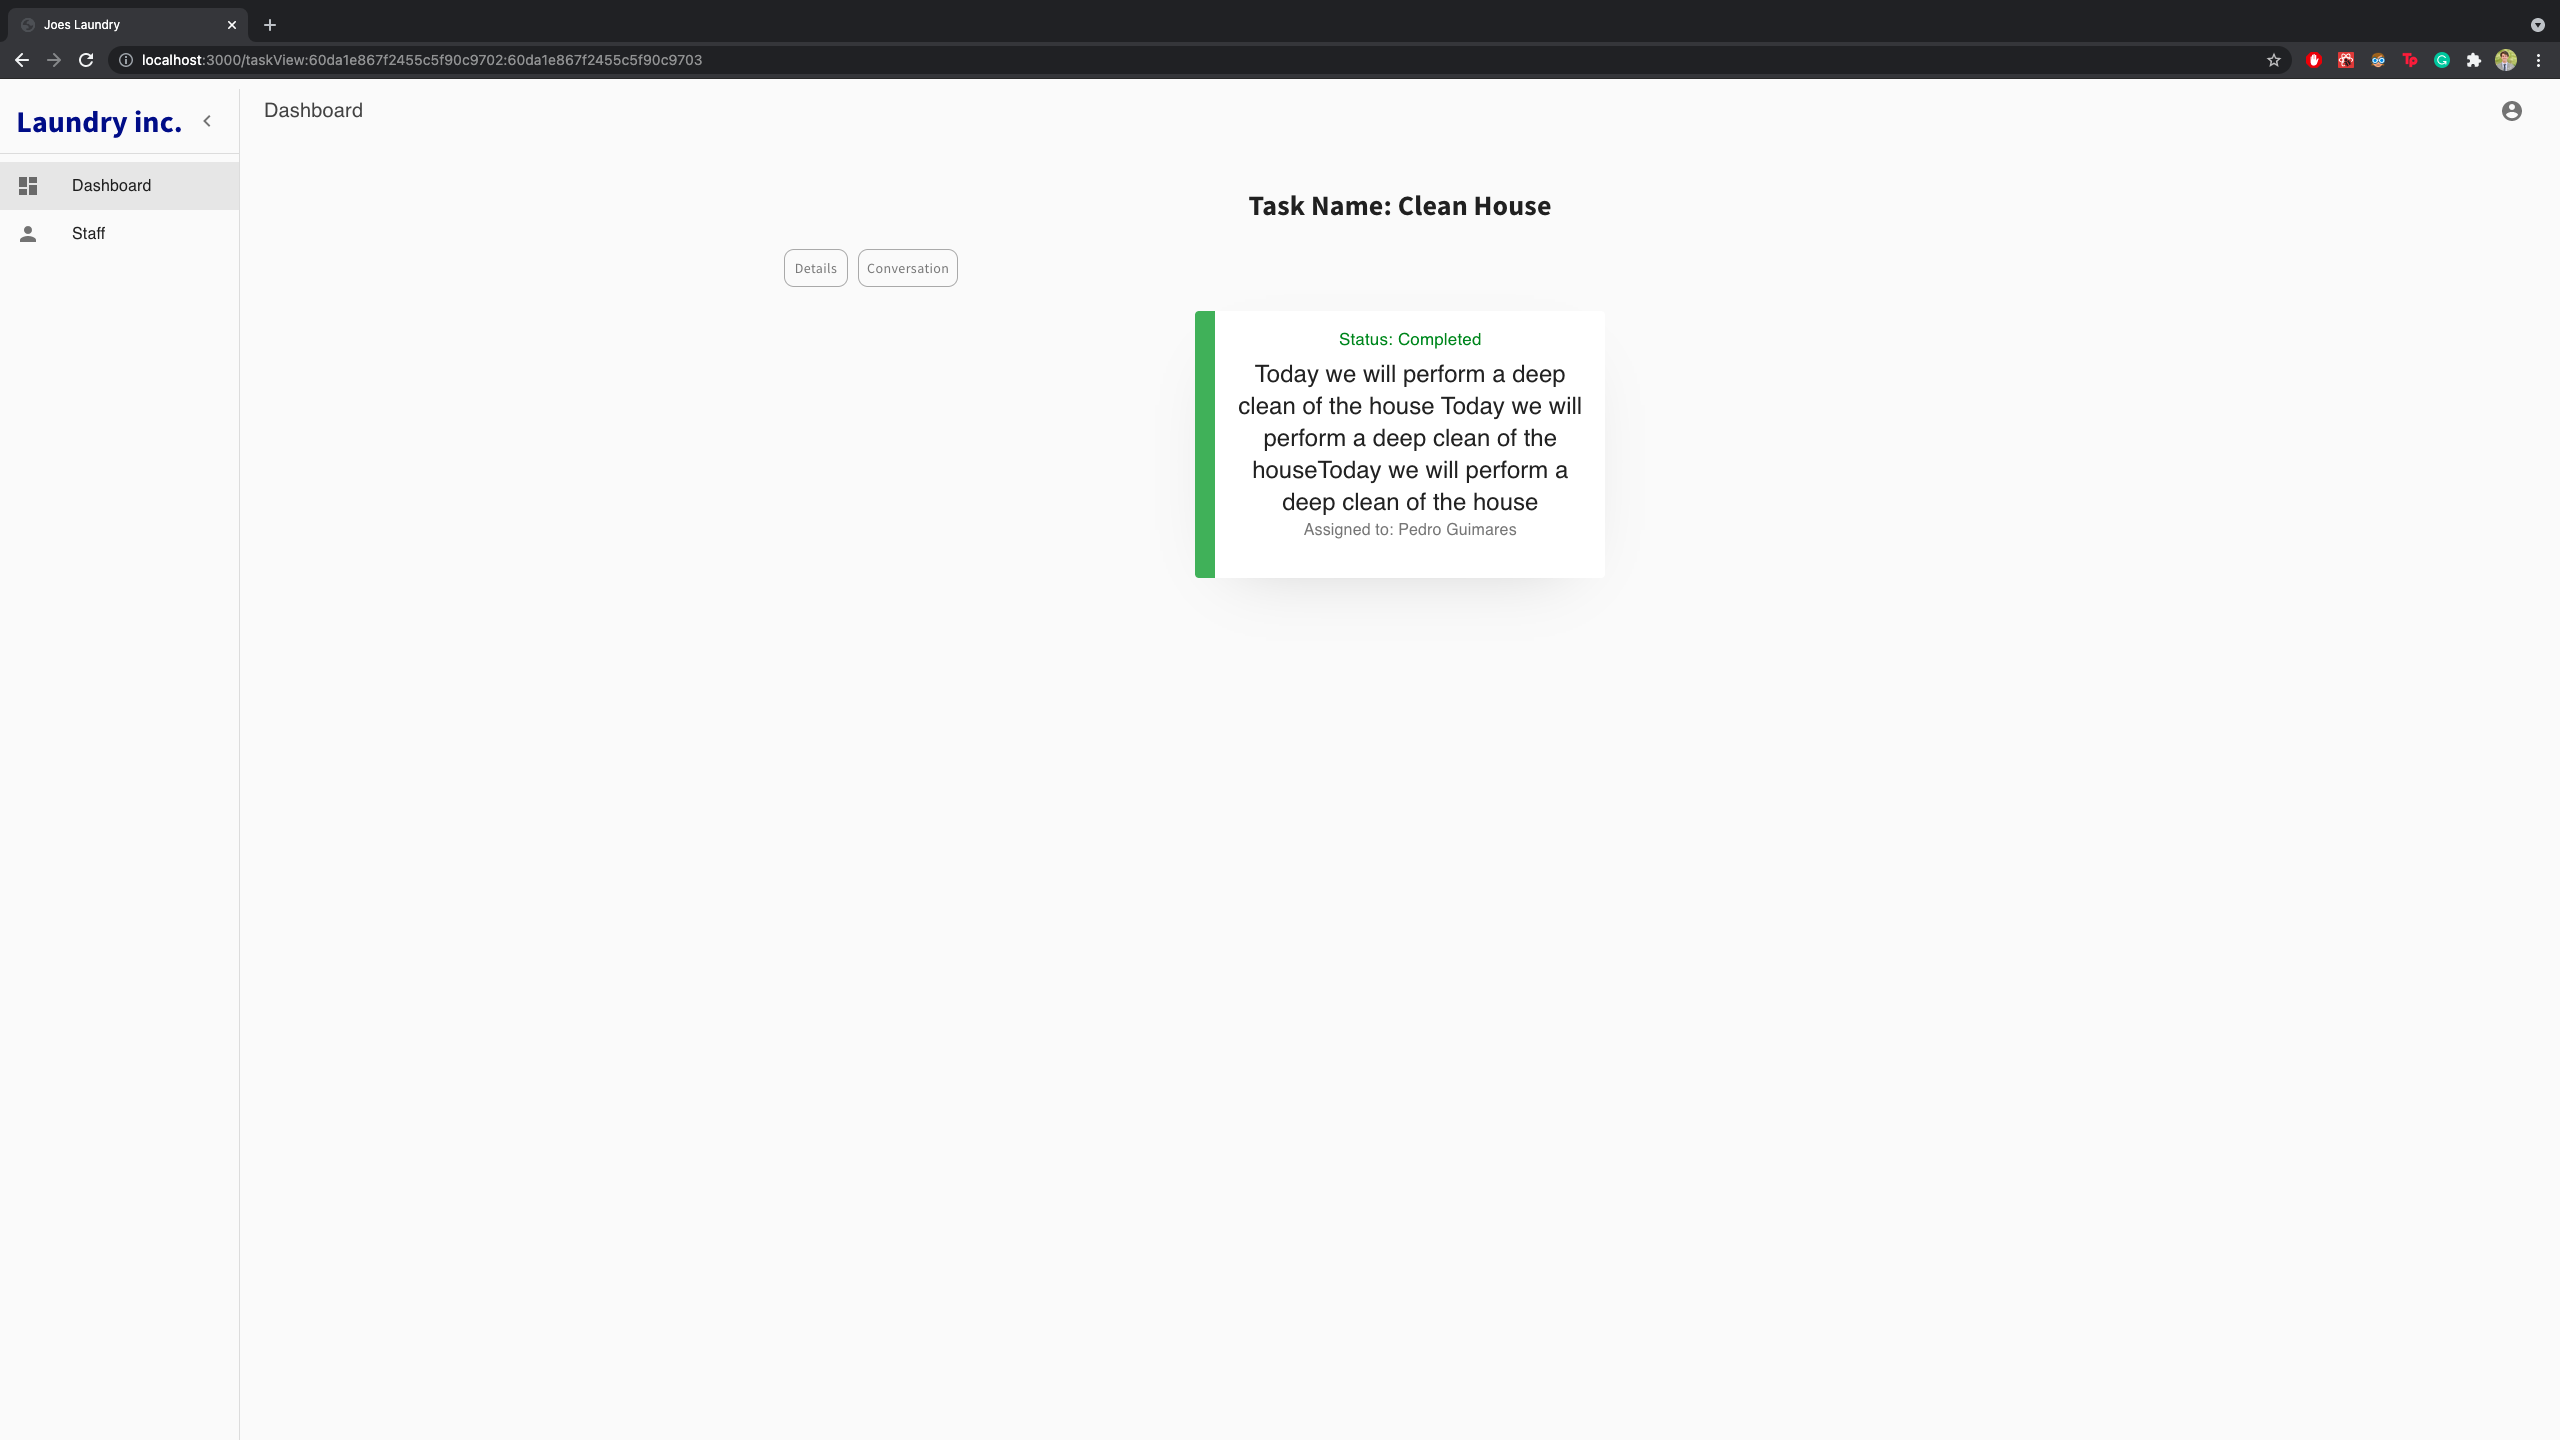 Joes Laundry
localhost:3000/taskView:60da1e867f2455c5f90c9702:60da1e867f2455c5f90c9703
Tp
Laundry inc.
Dashboard
Dashboard
Staff
Task Name: Clean House
Details
Conversation
Status: Completed
Today we will perform a deep
clean of the house Today we will
perform a deep clean of the
houseToday we will perform a
deep clean of the house
Assigned to: Pedro Guimares